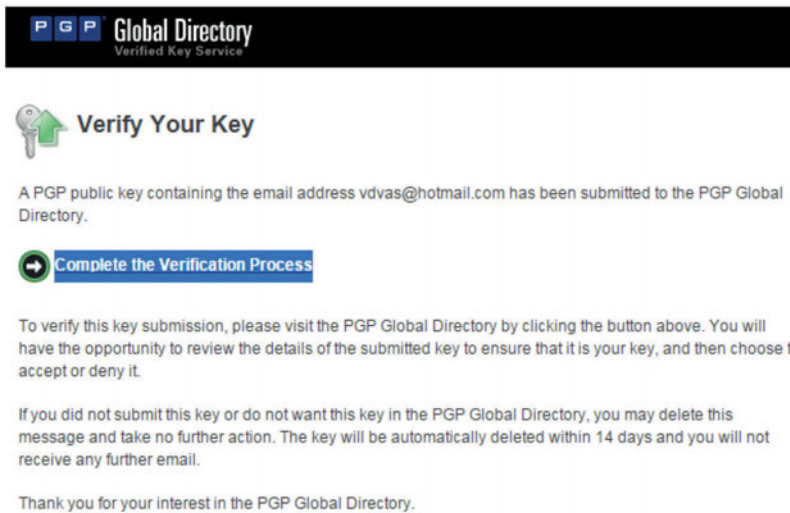 PGP Global Directory
Verified Key Service
Verify Your Key
A PGP public key containing the email address vdvas@hotmail.com has been submitted to the PGP Global
Directory.
Complete the Verification Process
To verify this key submission, please visit the PGP Global Directory by clicking the button above. You will
have the opportunity to review the details of the submitted key to ensure that it is your key, and then choose
accept or deny it.
If you did not submit this key or do not want this key in the PGP Global Directory, you may delete this
message and take no further action. The key will be automatically deleted within 14 days and you will not
receive any further email.
Thank you for your interest in the PGP Global Directory.